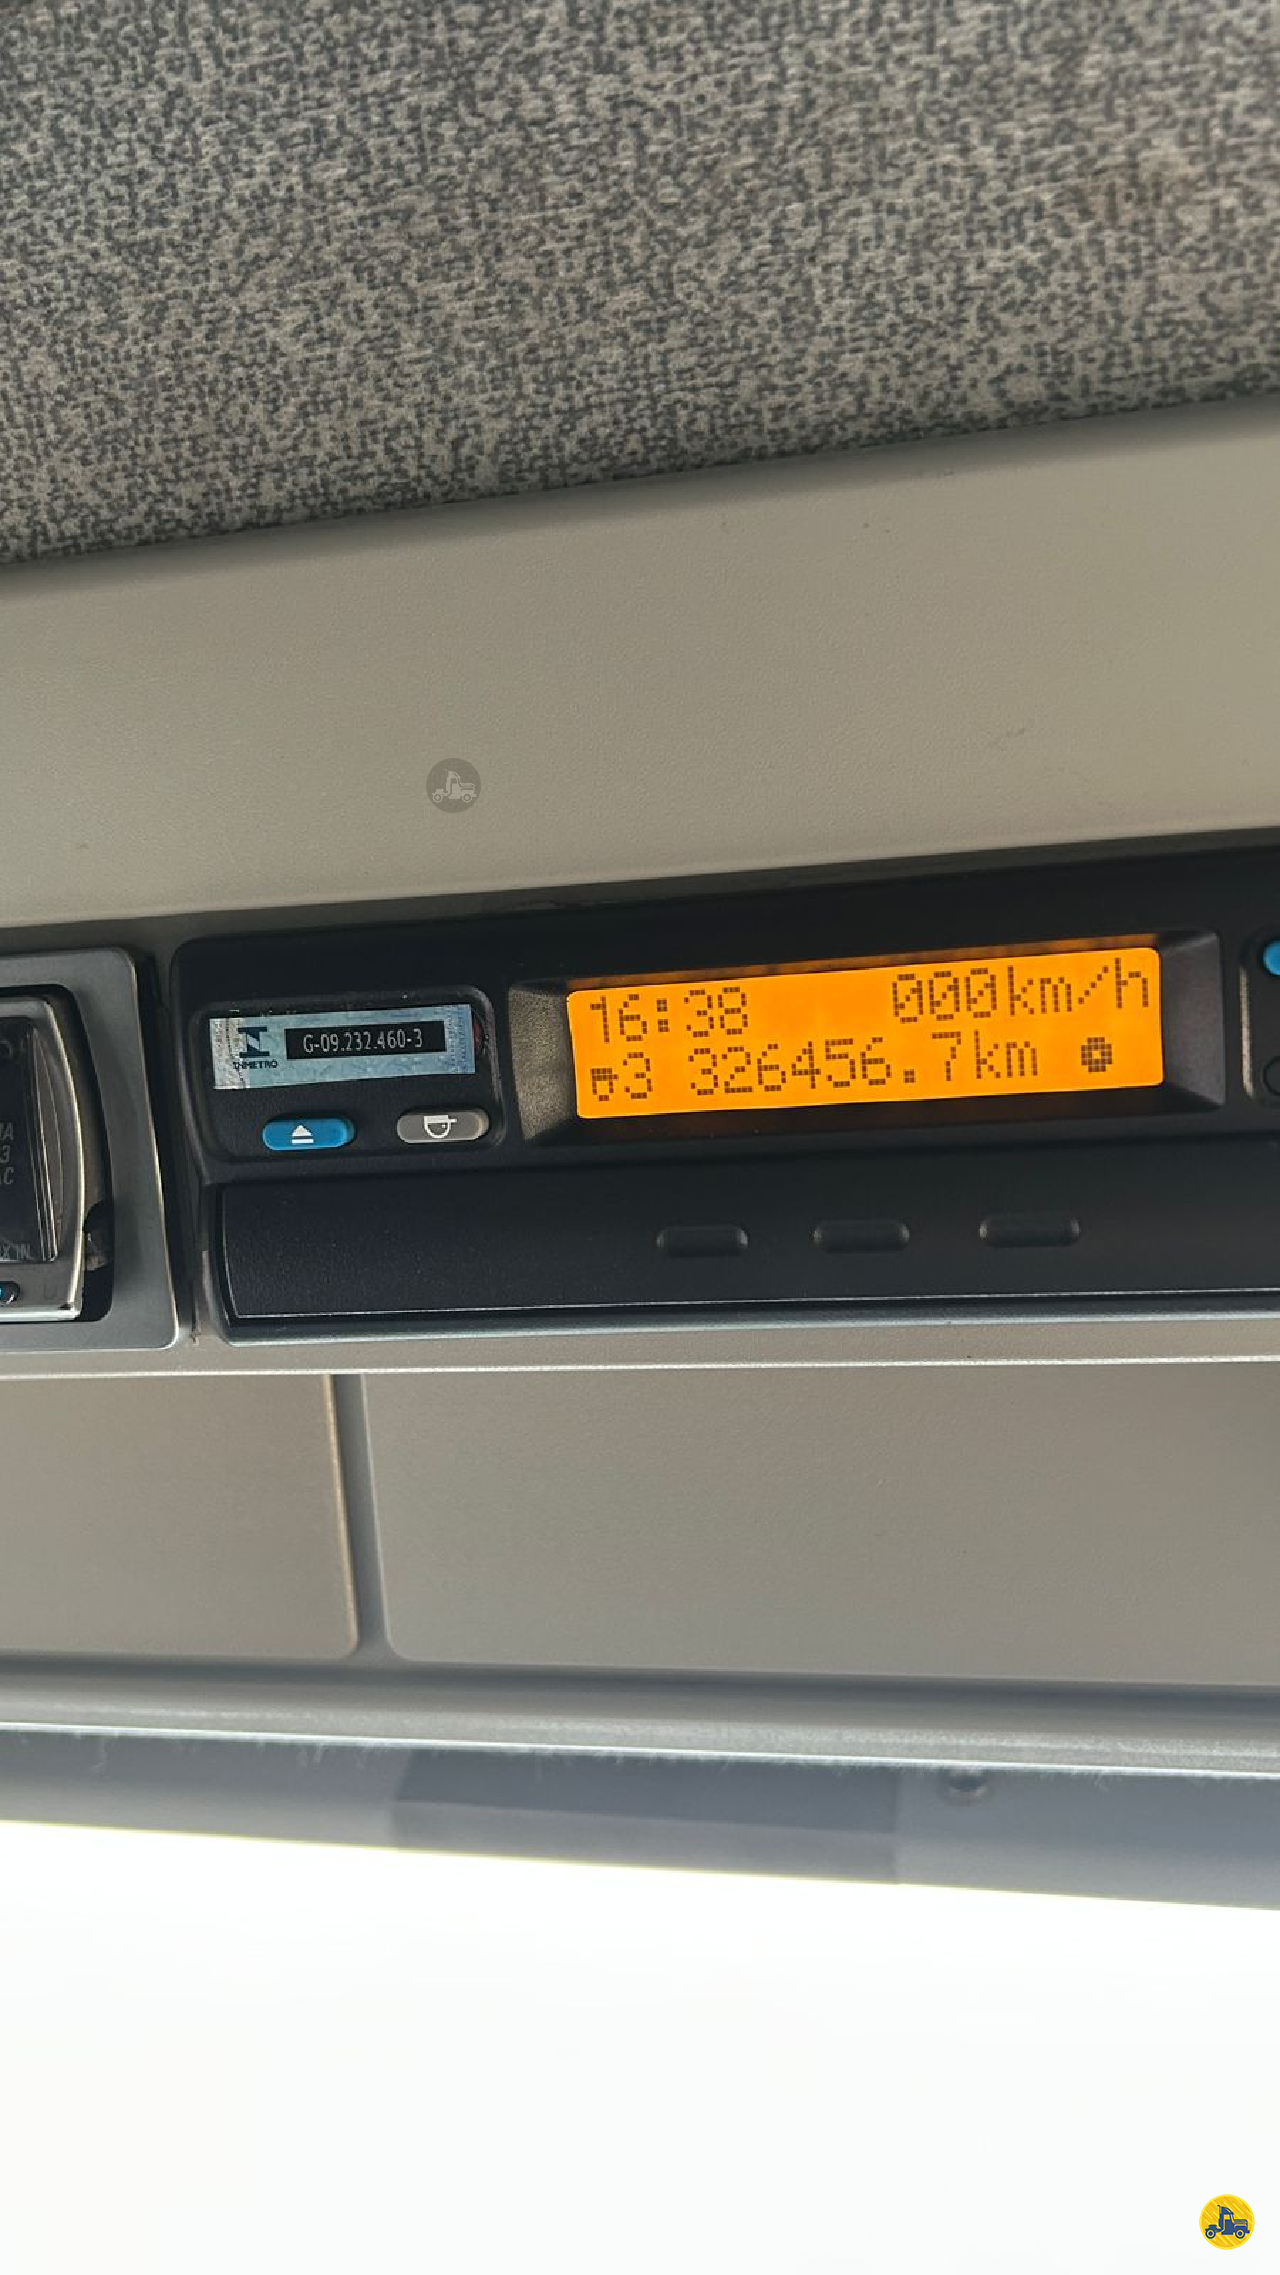 16:38 000km/h
3 326456.7km
G-09.232.460-3
INMETRO